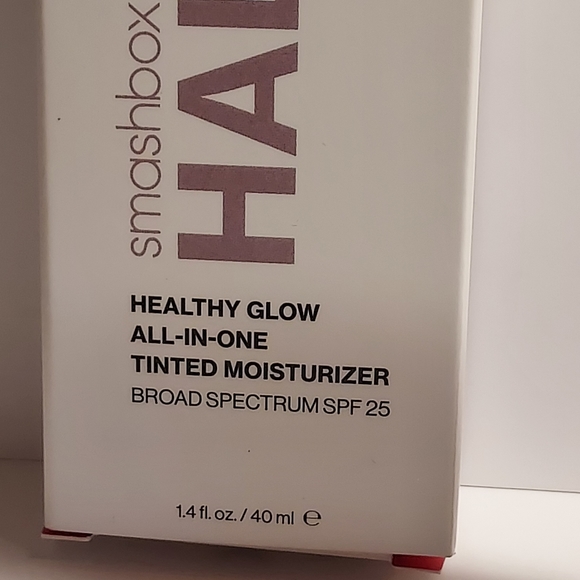 smashbox
HAL
HEALTHY GLOW
ALL-IN-ONE
TINTED MOISTURIZER
BROAD SPECTRUM SPF 25
1.4 fl. oz. / 40 ml ℮